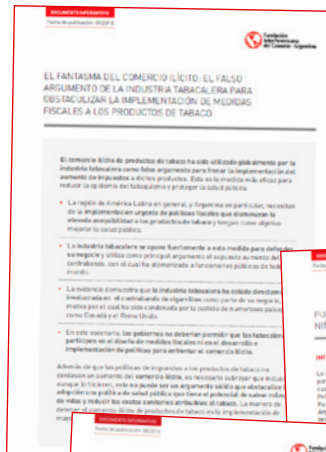 DOCUMENTO INFORMATIVO
Fecha de publicación:
Fundación
Interamericana
del Corazón - Argentina
EL FANTASMA DEL COMERCIO ILÍCITO: EL FALSO
ARGUMENTO DE LA INDUSTRIA TABACALERA PARA
OBSTACULIZAR LA IMPLEMENTACIÓN DE MEDIDAS
FISCALES A LOS PRODUCTOS DE TABACO
El comercio ilícito de productos de tabaco ha sido utilizado globalmente por la
industria tabacalera como falso argumento para frenar la implementación del
aumento de impuestos a dichos productos. Esta es la medida más eficaz para
reducir la epidemia del tabaquismo y proteger la salud pública.
• La región de América Latina en general, y Argentina en particular, necesitan
de la implementación urgente de políticas fiscales que disminuyan la
elevada asequibilidad a los productos de tabaco y tengan como objetivo
mejorar la salud pública.
• La industria tabacalera se opone fuertemente a esta medida para defender
su negocio y utiliza como principal argumento el supuesto aumento del
contrabando, con el cual ha atemorizado a funcionarios públicos de todo
mundo.
• La evidencia demuestra que la industria tabacalera ha estado
involucrada en el contrabando de cigarrillos como parte de su negocio,
motivo por el cual ha sido condenada por la justicia de numerosos países
como Canadá y el Reino Unido.
• En este escenario, los gobiernos no deberían permitir que las tabacaleras
participen en el diseño de medidas fiscales ni en el desarrollo e
implementación de políticas para enfrentar el comercio ilícito.
Además de que las políticas de impuestos a los productos de tabaco no
conllevan un aumento del comercio ilícito, es necesario subrayar que incluso
aunque lo hicieran, este no puede ser un argumento válido que obstaculice
adopción una política de salud pública que tiene el potencial de salvar miles
de vidas y reducir los costos sanitarios atribuibles al tabaco. La manera de
detener el comercio ilícito de productos de tabaco es la implementación de
DOCUMENTO INFORMATIVO
Fecha de publicación: